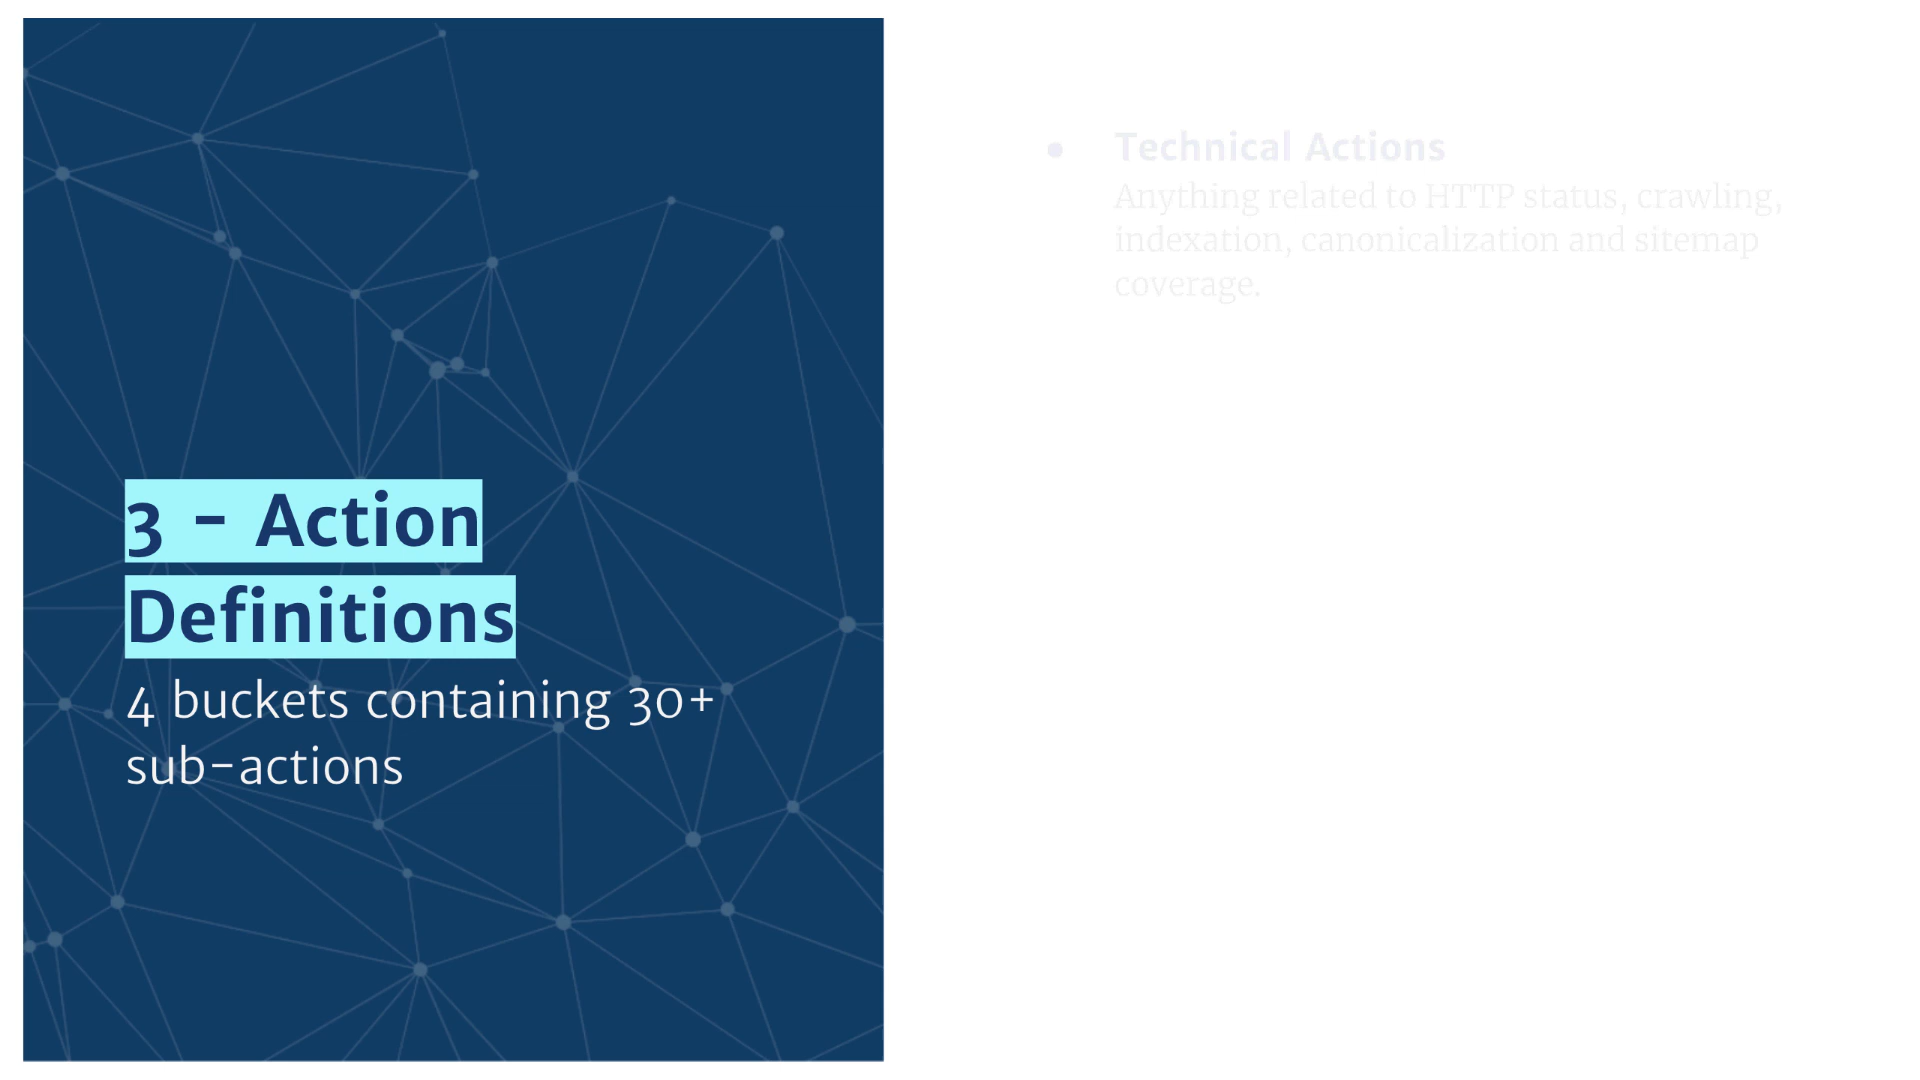 3 - Action
Definitions
4 buckets containing 30+
sub-actions
• Technical Actions
Anything related to HTTP status, crawling,
indexation, canonicalization and sitemap
coverage.